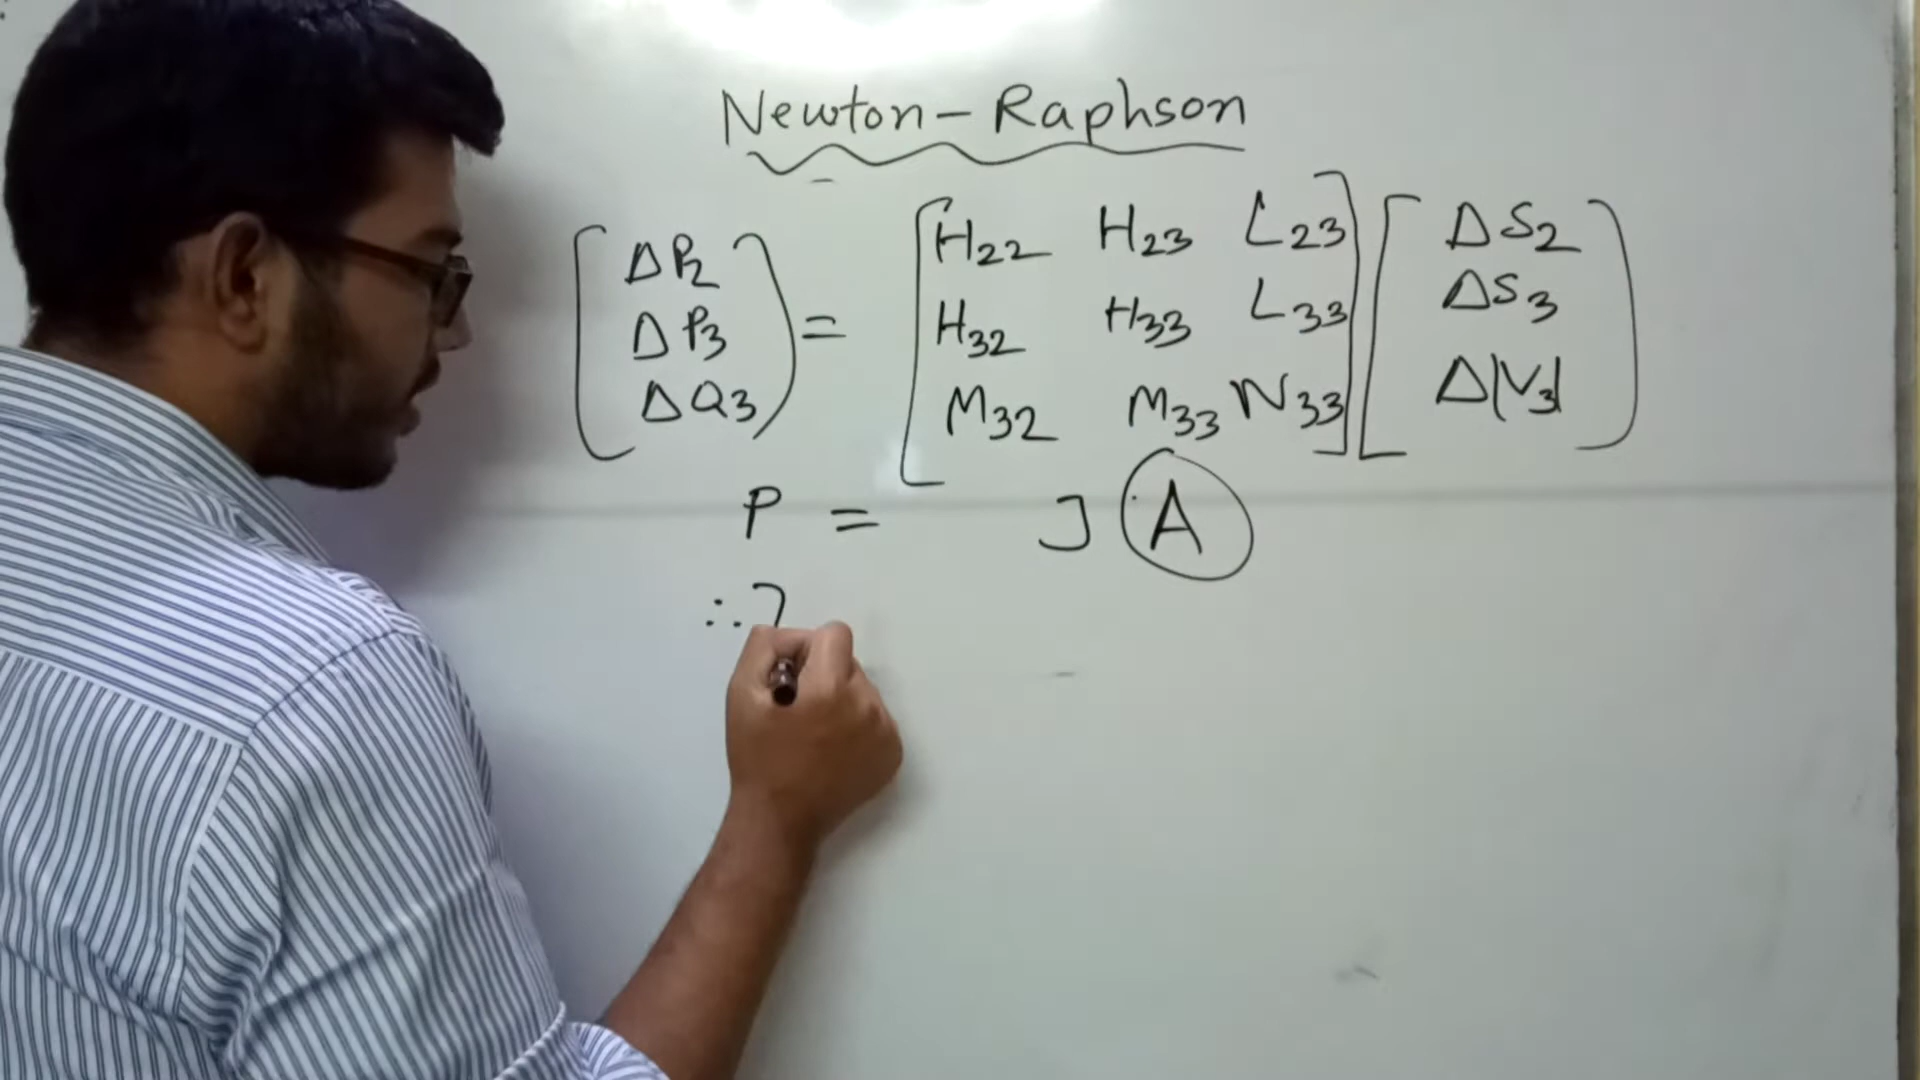 Newton-Raphson
[ΔP2 ΔP3 ΔQ3] = [H22 H23 L23
H32 H33 L33
M32 M33 N33] [ΔS2 ΔS3 Δ|V3|]
P = J A
∴